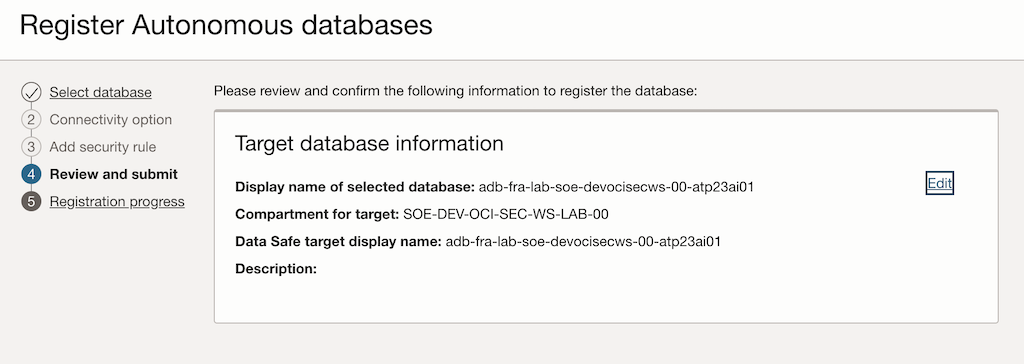 Register Autonomous databases
Select database
2 Connectivity option
3 Add security rule
4 Review and submit
5 Registration progress
Please review and confirm the following information to register the database:
Target database information
Edit
Display name of selected database: adb-fra-lab-soe-devocisecws-00-atp23ai01
Compartment for target: SOE-DEV-OCI-SEC-WS-LAB-00
Data Safe target display name: adb-fra-lab-soe-devocisecws-00-atp23ai01
Description: